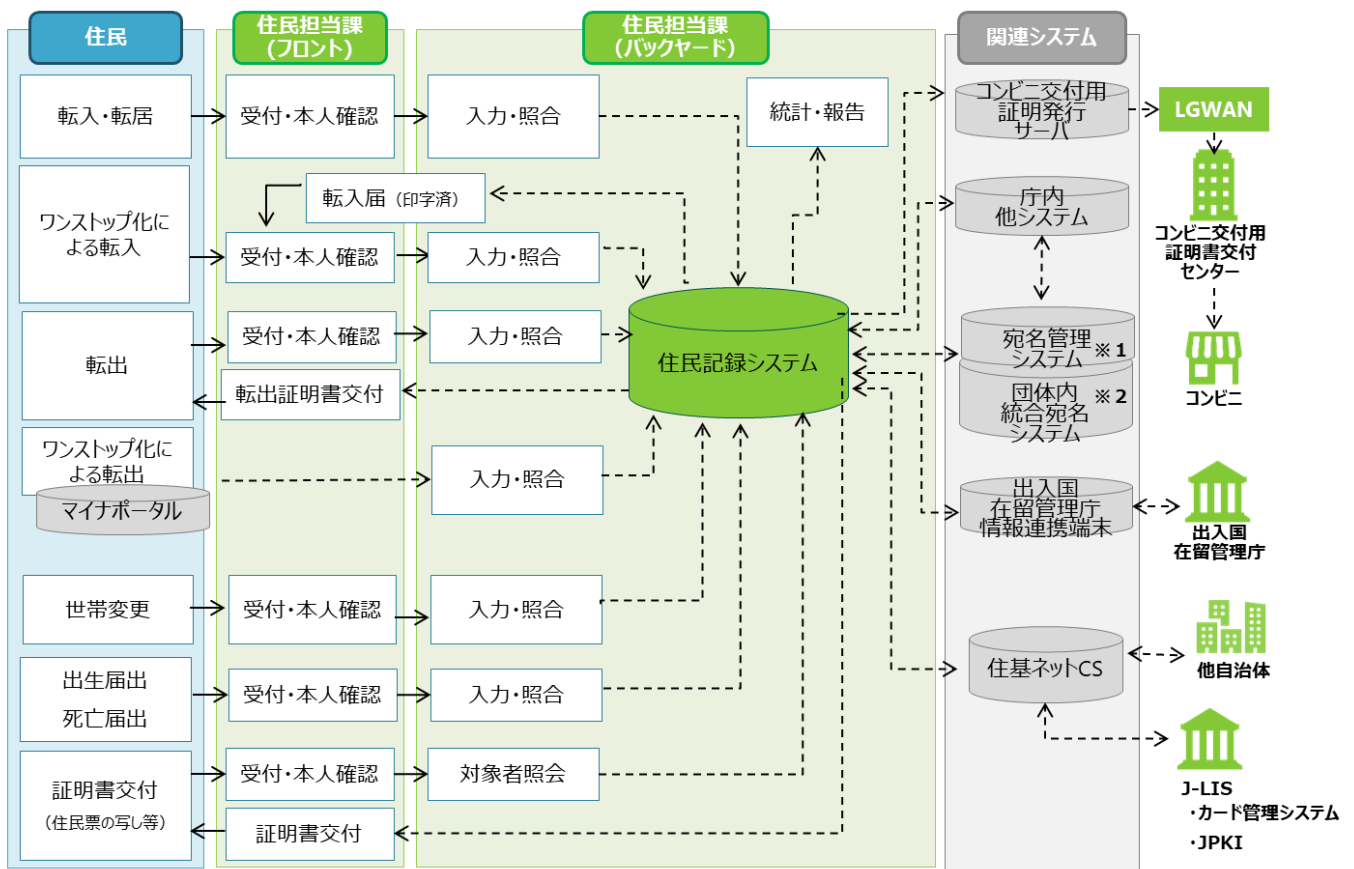 住民
住民担当課
(フロント)
住民担当課
(バックヤード)
関連システム
転入・転居
受付・本人確認
入力・照合
統計・報告
コンビニ交付用
証明発行
サーバ
LGWAN
ワンストップ化に
よる転入
転入届（印字済）
受付・本人確認
入力・照合
庁内
他システム
コンビニ交付用
証明書交付
センター
転出
受付・本人確認
入力・照合
転出証明書交付
住民記録システム
宛名管理
システム
※1
団体内
統合宛名
システム
※2
コンビニ
ワンストップ化に
よる転出
マイナポータル
入力・照合
出入国
在留管理庁
情報連携端末
出入国
在留管理庁
世帯変更
受付・本人確認
入力・照合
住基ネットCS
他自治体
出生届出
死亡届出
受付・本人確認
入力・照合
証明書交付
（住民票の写し等）
受付・本人確認
対象者照会
証明書交付
J-LIS
・カード管理システム
・JPKI